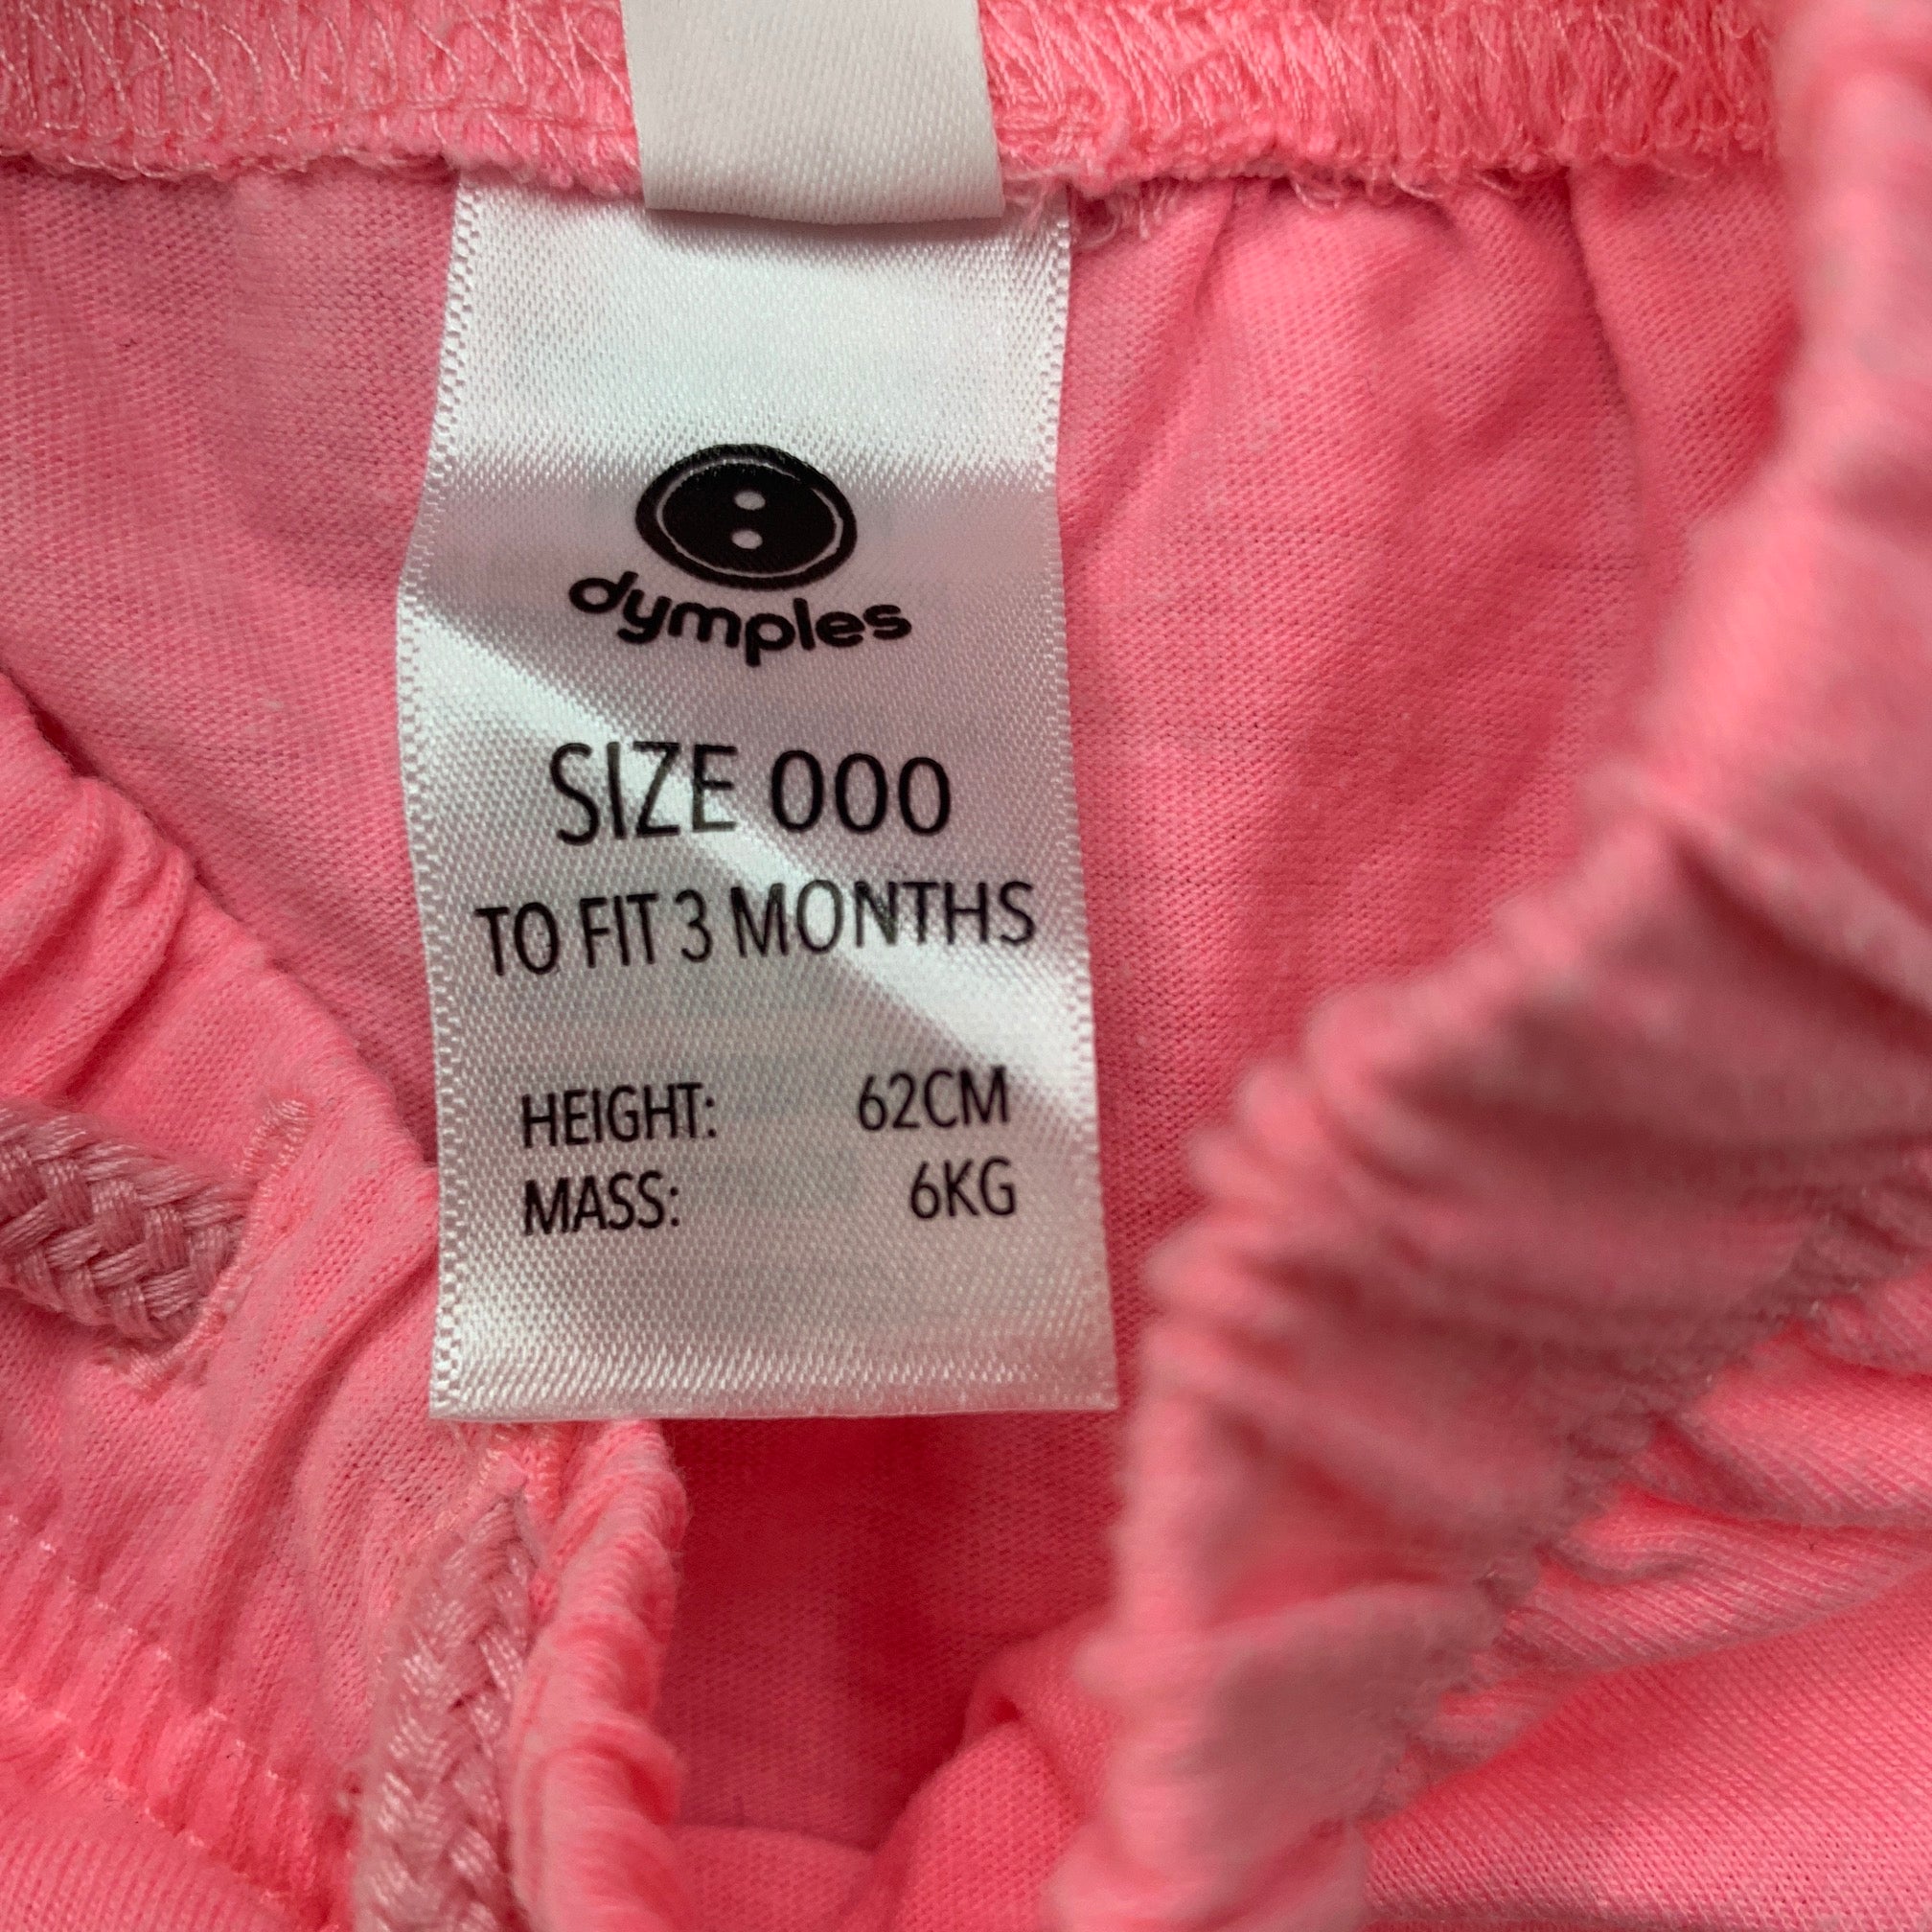 dymples
SIZE 000
TO FIT 3 MONTHS
HEIGHT: 62CM
MASS: 6KG